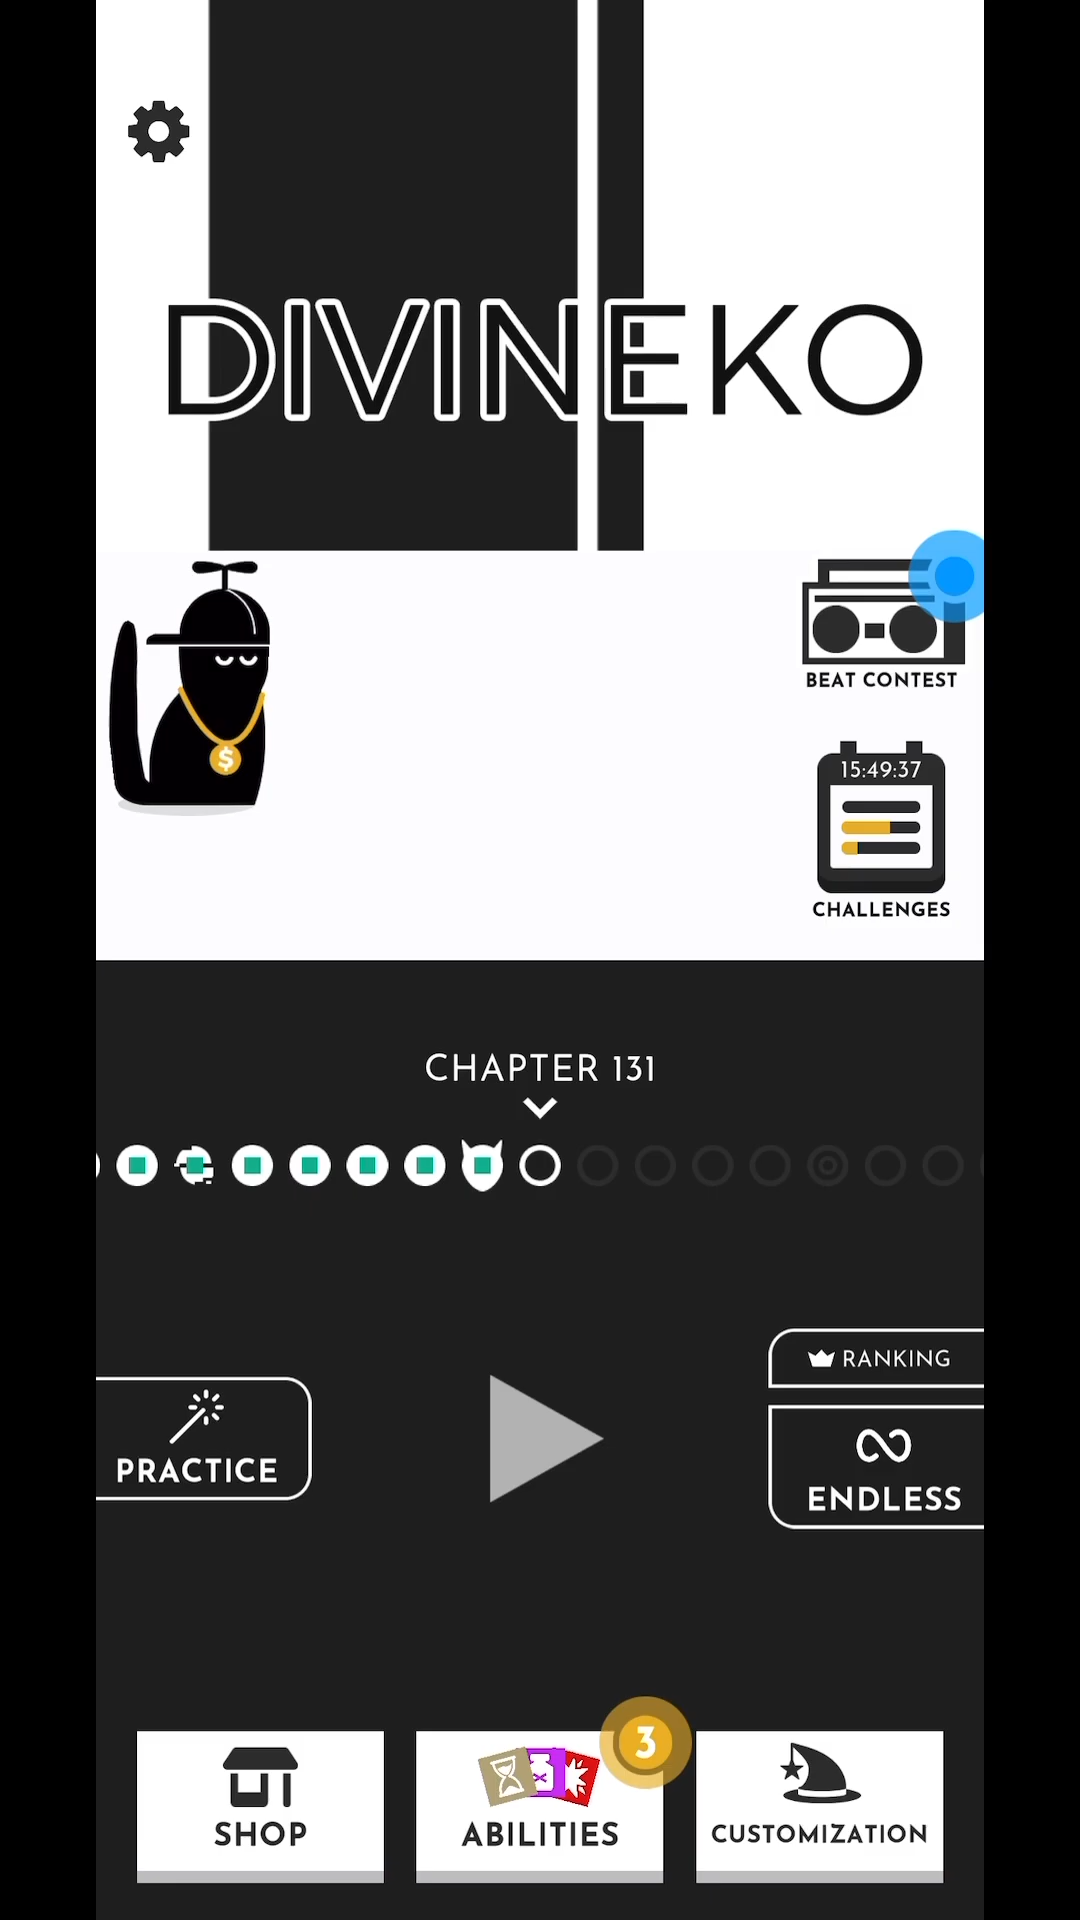 DIVINEKO
$
BEAT CONTEST
15:49:37
CHALLENGES
CHAPTER 131
RANKING
PRACTICE
ENDLESS
3
SHOP
ABILITIES
CUSTOMIZATION